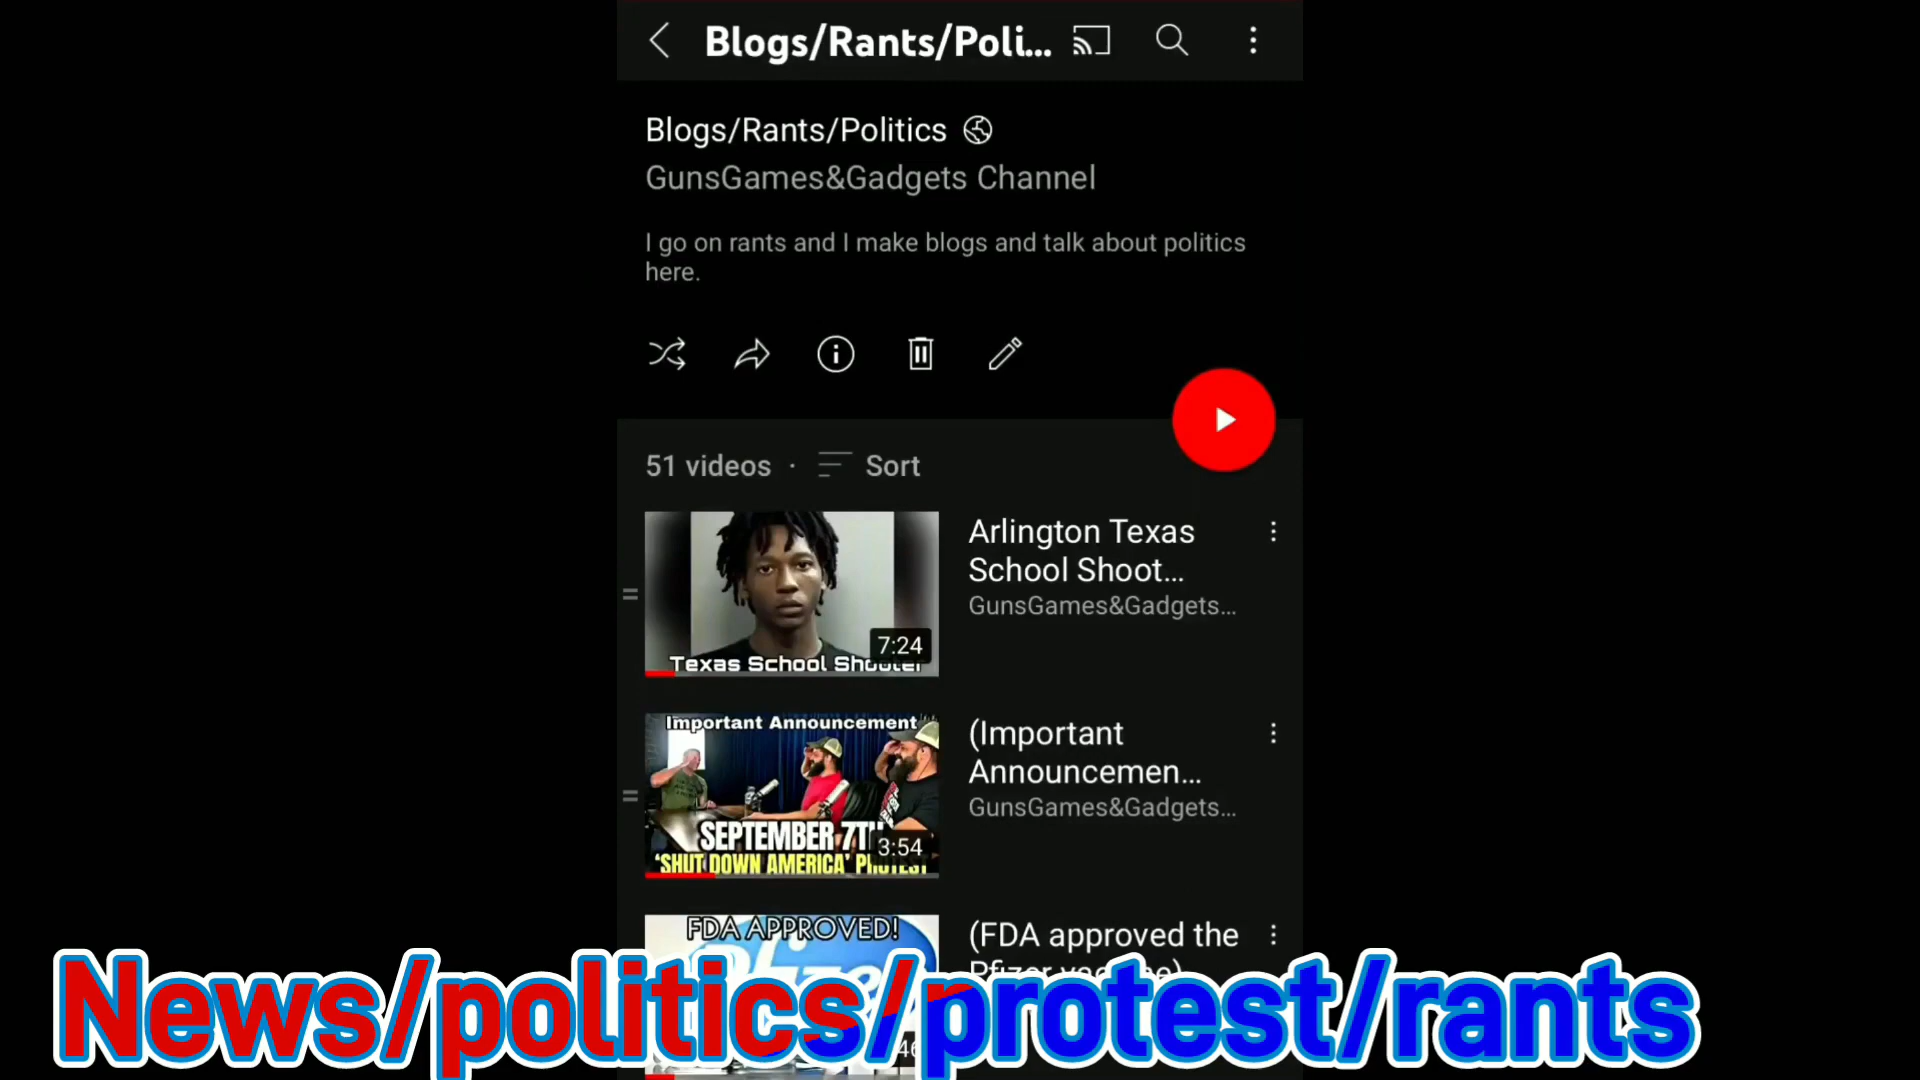 Blogs/Rants/Poli...
Blogs/Rants/Politics
GunsGames&Gadgets Channel
I go on rants and I make blogs and talk about politics
here.
51 videos · Sort
Arlington Texas
School Shoot...
GunsGames&Gadgets...
7:24
Texas School Shooter
Important Announcement
(Important
Announcemen...
GunsGames&Gadgets...
SEPTEMBER 7TH
3:54
'SHUT DOWN AMERICA' PROTEST
FDA APPROVED!
(FDA approved the
Pfizer
News/politics/protest/rants